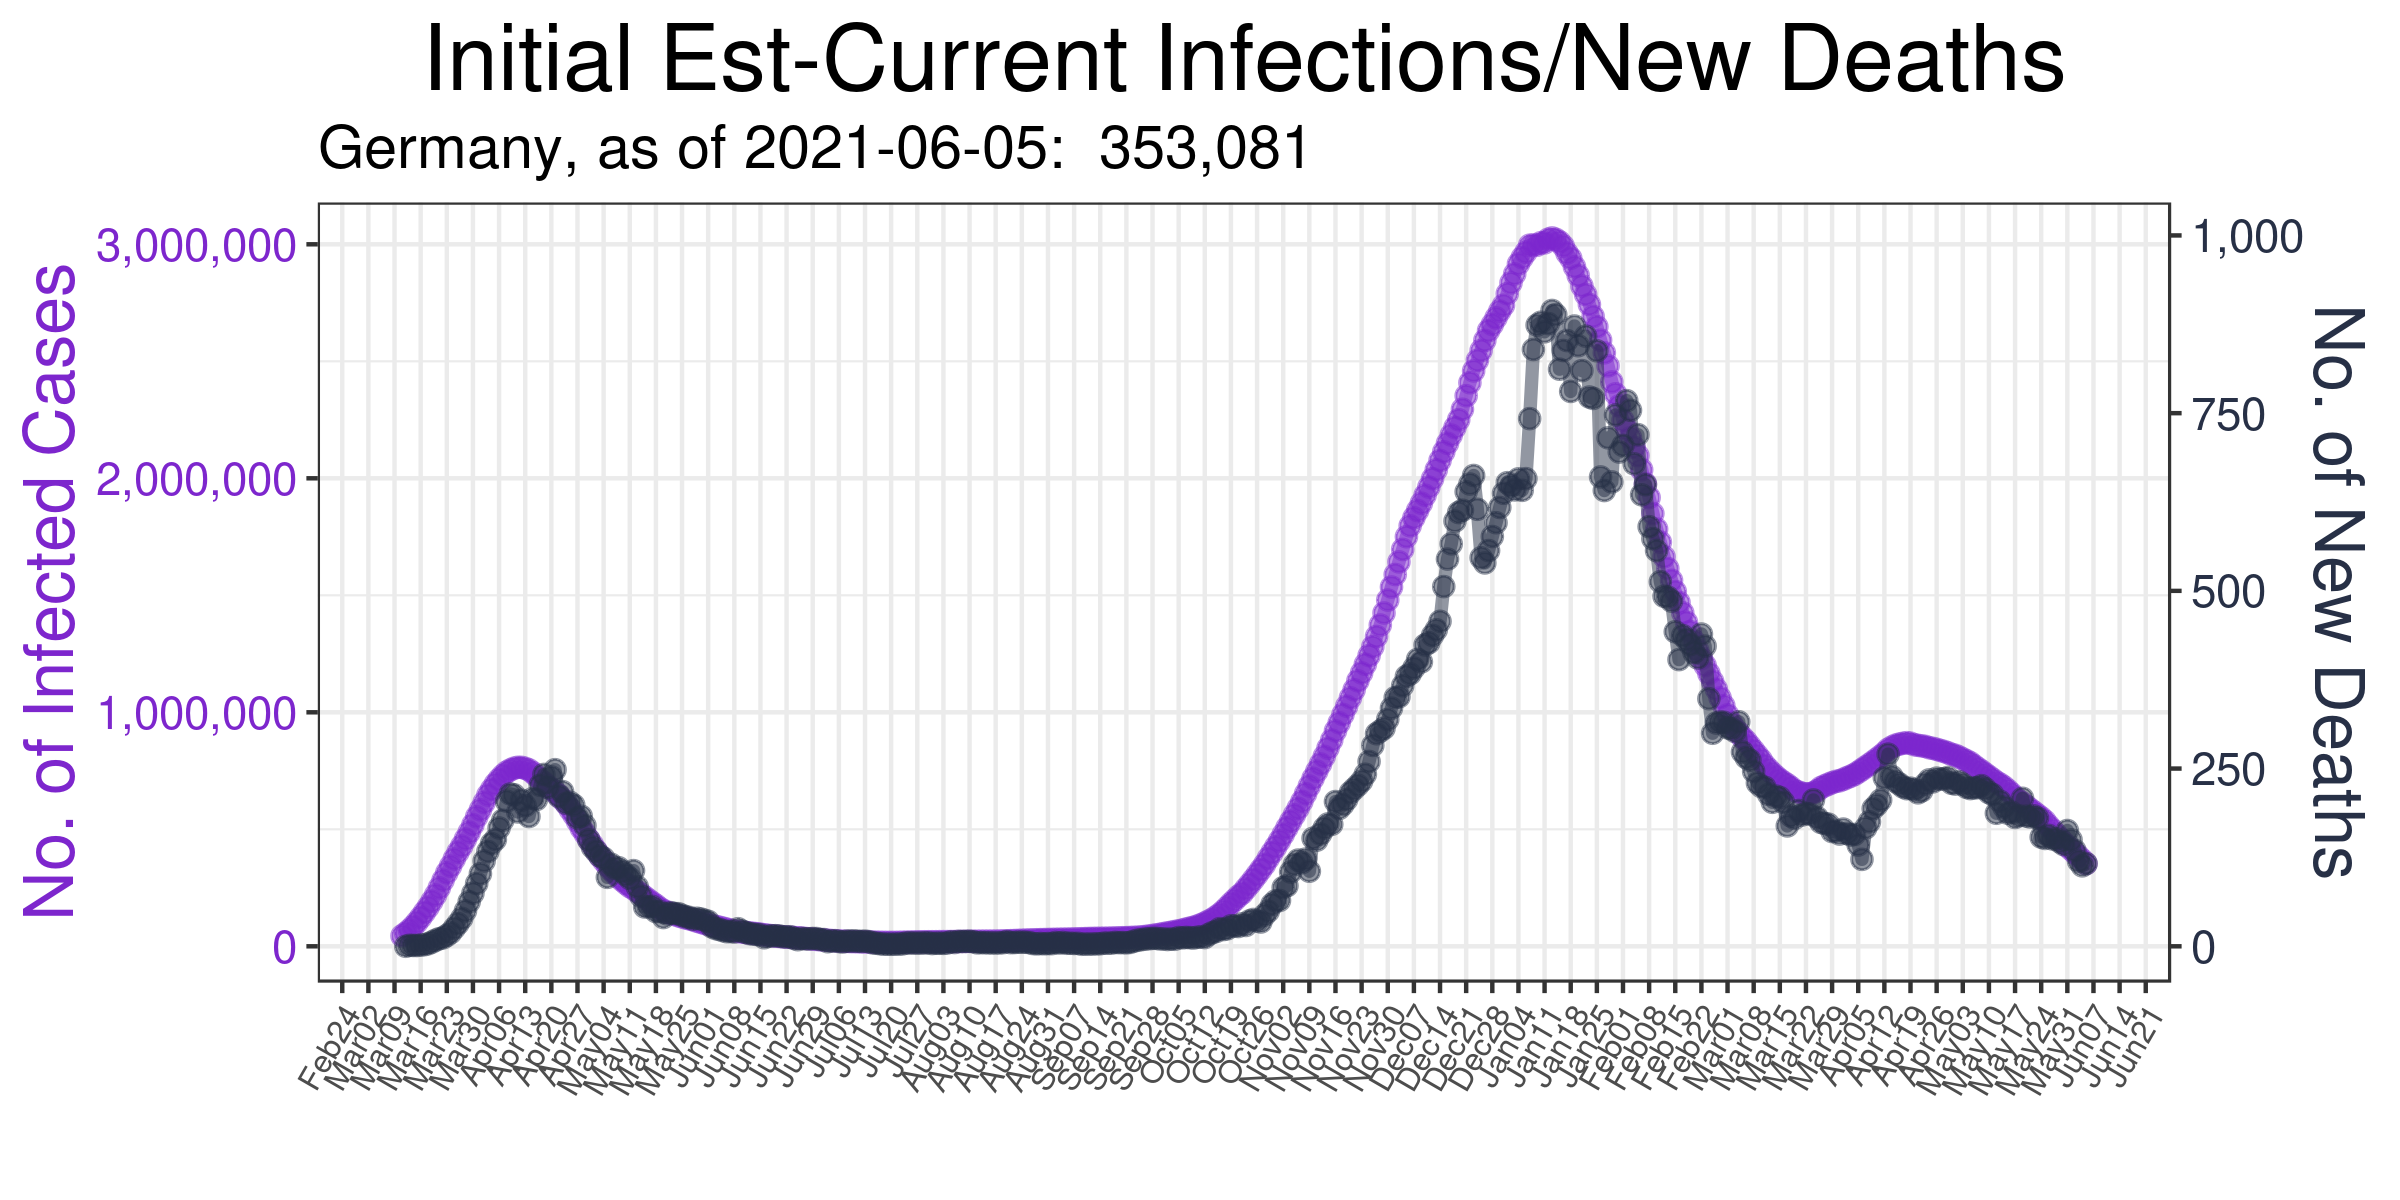 Initial Est-Current Infections/New Deaths
Germany, as of 2021-06-05:  353,081
No. of Infected Cases
3,000,000
2,000,000
1,000,000
0
1,000
750
500
250
0
No. of New Deaths
Feb24
Mar02
Mar09
Mar16
Mar23
Mar30
Apr06
Apr13
Apr20
Apr27
May04
May11
May18
May25
Jun01
Jun08
Jun15
Jun22
Jun29
Jul06
Jul13
Jul20
Jul27
Aug03
Aug10
Aug17
Aug24
Aug31
Sep07
Sep14
Sep21
Sep28
Oct05
Oct12
Oct19
Oct26
Nov02
Nov09
Nov16
Nov23
Nov30
Dec07
Dec14
Dec21
Dec28
Jan04
Jan11
Jan18
Jan25
Feb01
Feb08
Feb15
Feb22
Mar01
Mar08
Mar15
Mar22
Mar29
Apr05
Apr12
Apr19
Apr26
May03
May10
May17
May24
May31
Jun07
Jun14
Jun21